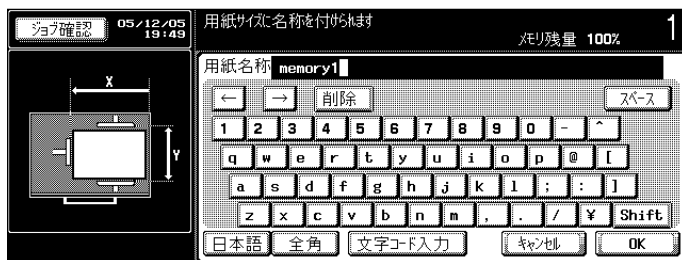 ジョブ確認 05/12/05 19:49
用紙サイズに名称を付けられます
メモリ残量 100% 1
用紙名称 memory1
X
Y
← → 削除 スペース
1 2 3 4 5 6 7 8 9 0 - ^
q w e r t y u i o p @ [
a s d f g h j k l ; : ]
z x c v b n m , . / ¥ Shift
日本語 全角 文字コード入力 キャンセル OK